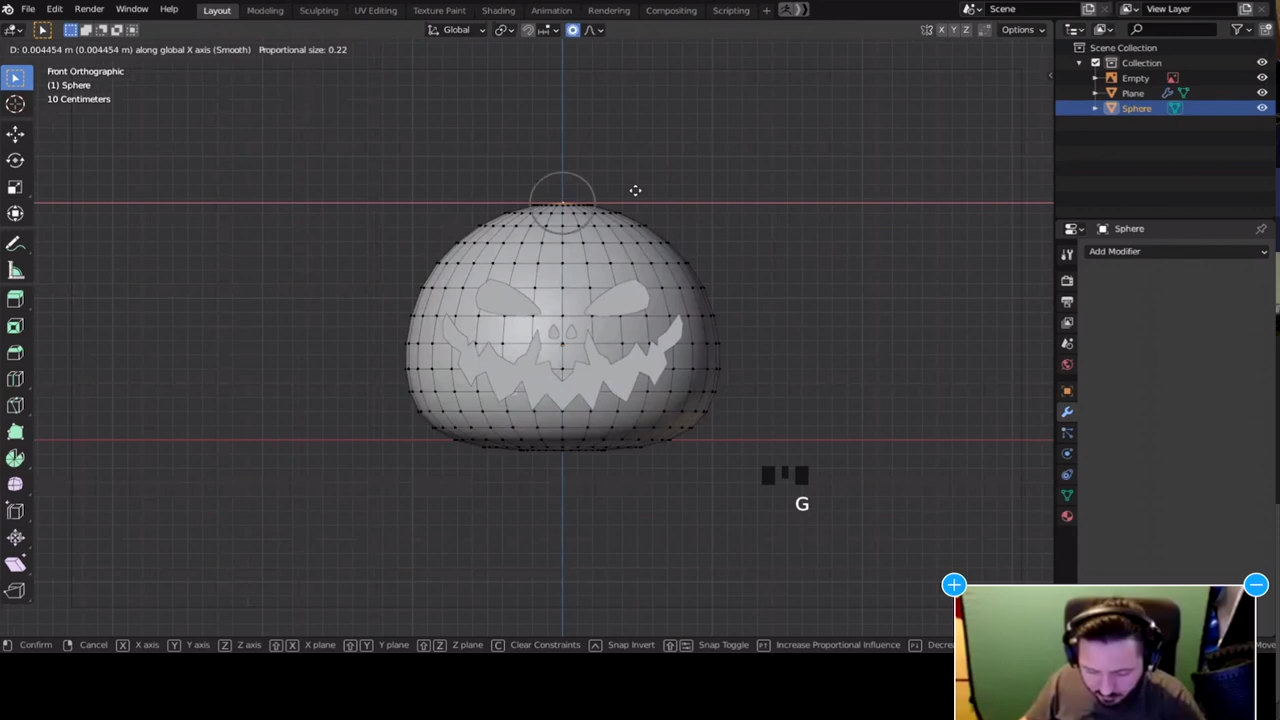 File Edit Render Window Help Layout Modeling Sculpting UV Editing Texture Paint Shading Animation Rendering Compositing Scripting + Scene View Layer
Global X Y Z Options
D: 0.004454 m (0.004454 m) along global X axis (Smooth) Proportional size: 0.22
Front Orthographic
(1) Sphere
10 Centimeters
Scene Collection
Collection
Empty
Plane
Sphere
Sphere
Add Modifier
G
Confirm Cancel X X axis Y Y axis Z Z axis X X plane Y Y plane Z Z plane C Clear Constraints Snap Invert Snap Toggle Increase Proportional Influence Move